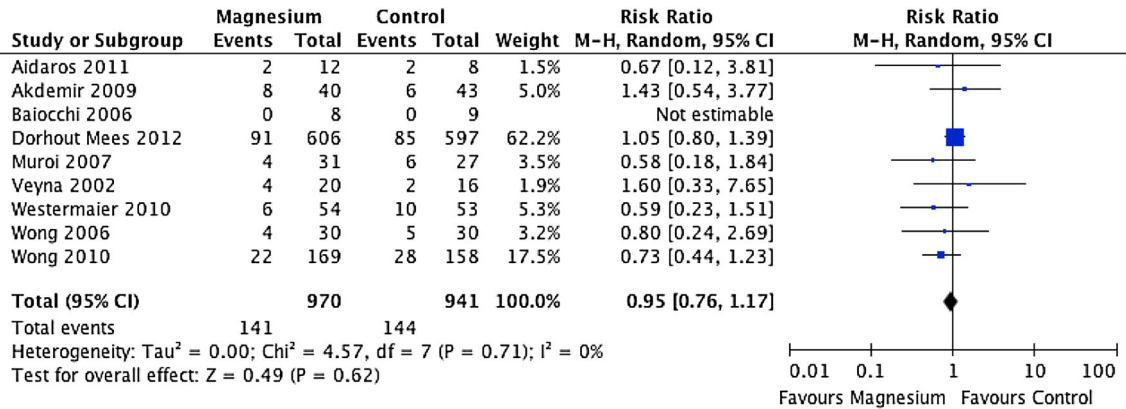 Magnesium Control Risk Ratio Risk Ratio
Study or Subgroup Events Total Events Total Weight M-H, Random, 95% CI M-H, Random, 95% CI
Aidaros 2011 2 12 2 8 1.5% 0.67 [0.12, 3.81]
Akdemir 2009 8 40 6 43 5.0% 1.43 [0.54, 3.77]
Baiocchi 2006 0 8 0 9 Not estimable
Dorhout Mees 2012 91 606 85 597 62.2% 1.05 [0.80, 1.39]
Muroi 2007 4 31 6 27 3.5% 0.58 [0.18, 1.84]
Veyna 2002 4 20 2 16 1.9% 1.60 [0.33, 7.65]
Westermaier 2010 6 54 10 53 5.3% 0.59 [0.23, 1.51]
Wong 2006 4 30 5 30 3.2% 0.80 [0.24, 2.69]
Wong 2010 22 169 28 158 17.5% 0.73 [0.44, 1.23]
Total (95% CI) 970 941 100.0% 0.95 [0.76, 1.17]
Total events 141 144
Heterogeneity: Tau² = 0.00; Chi² = 4.57, df = 7 (P = 0.71); I² = 0%
Test for overall effect: Z = 0.49 (P = 0.62)
0.01 0.1 1 10 100
Favours Magnesium Favours Control